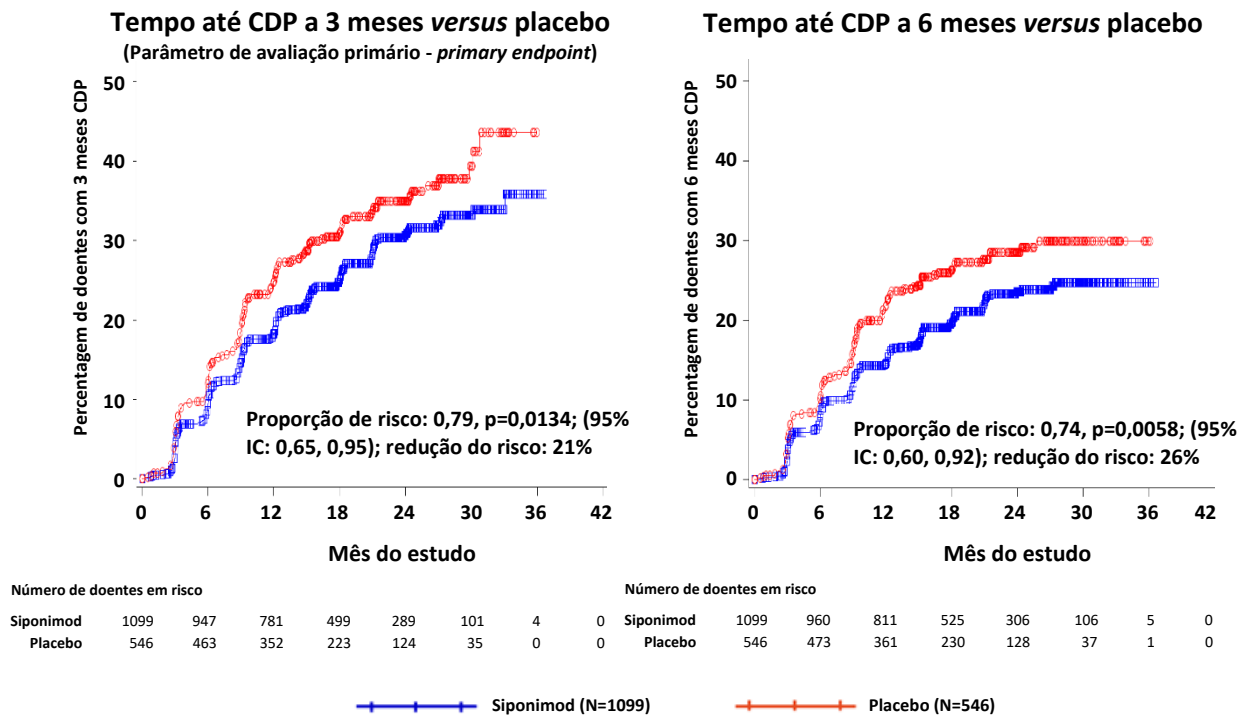 Tempo até CDP a 3 meses versus placebo
(Parâmetro de avaliação primário - primary endpoint)
Percentagem de doentes com 3 meses CDP
50
40
30
20
10
0
Proporção de risco: 0,79, p=0,0134; (95%
IC: 0,65, 0,95); redução do risco: 21%
0 6 12 18 24 30 36 42
Mês do estudo
Número de doentes em risco
Siponimod 1099 947 781 499 289 101 4 0
Placebo 546 463 352 223 124 35 0 0
Tempo até CDP a 6 meses versus placebo
Percentagem de doentes com 6 meses CDP
50
40
30
20
10
0
Proporção de risco: 0,74, p=0,0058; (95%
IC: 0,60, 0,92); redução do risco: 26%
0 6 12 18 24 30 36 42
Mês do estudo
Número de doentes em risco
Siponimod 1099 960 811 525 306 106 5 0
Placebo 546 473 361 230 128 37 1 0
Siponimod (N=1099)
Placebo (N=546)